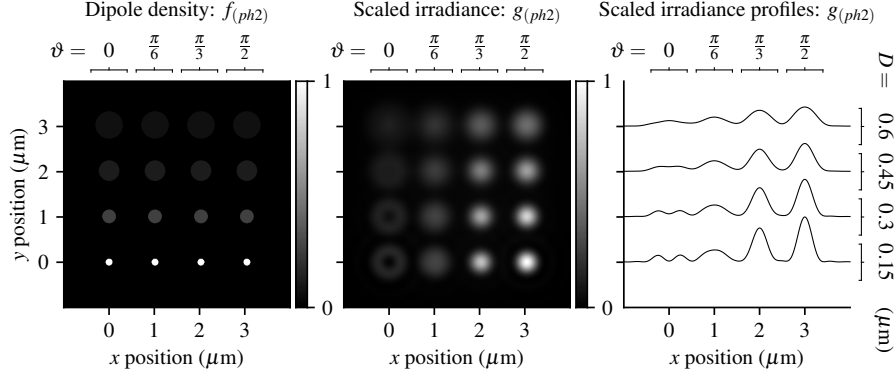 Dipole density: f(ph2)
ϑ = 0 π/6 π/3 π/2
3
2
1
0
y position (μm)
0 1 2 3
x position (μm)
1
0
Scaled irradiance: g(ph2)
ϑ = 0 π/6 π/3 π/2
0 1 2 3
x position (μm)
1
0
Scaled irradiance profiles: g(ph2)
ϑ = 0 π/6 π/3 π/2
0 1 2 3
x position (μm)
D = 0.6 0.45 0.3 0.15 (μm)